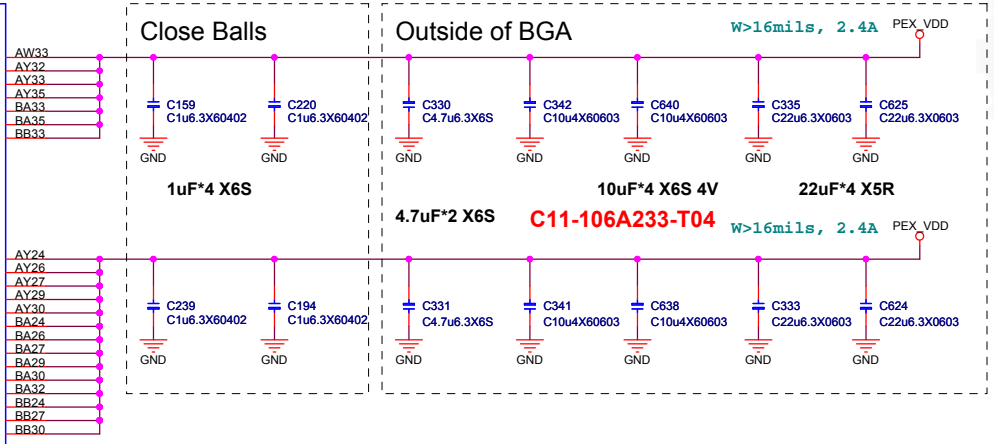 Close Balls
Outside of BGA
W>16mils, 2.4A
PEX_VDD
AW33
AY32
AY33
AY35
BA33
BA35
BB33
C159
C1u6.3X60402
C220
C1u6.3X60402
C330
C4.7u6.3X6S
C342
C10u4X60603
C640
C10u4X60603
C335
C22u6.3X0603
C625
C22u6.3X0603
GND
GND
GND
GND
GND
GND
GND
1uF*4 X6S
10uF*4 X6S 4V
22uF*4 X5R
4.7uF*2 X6S
C11-106A233-T04
W>16mils, 2.4A
PEX_VDD
AY24
AY26
AY27
AY29
AY30
BA24
BA26
BA27
BA29
BA30
BA32
BB24
BB27
BB30
C239
C1u6.3X60402
C194
C1u6.3X60402
C331
C4.7u6.3X6S
C341
C10u4X60603
C638
C10u4X60603
C333
C22u6.3X0603
C624
C22u6.3X0603
GND
GND
GND
GND
GND
GND
GND